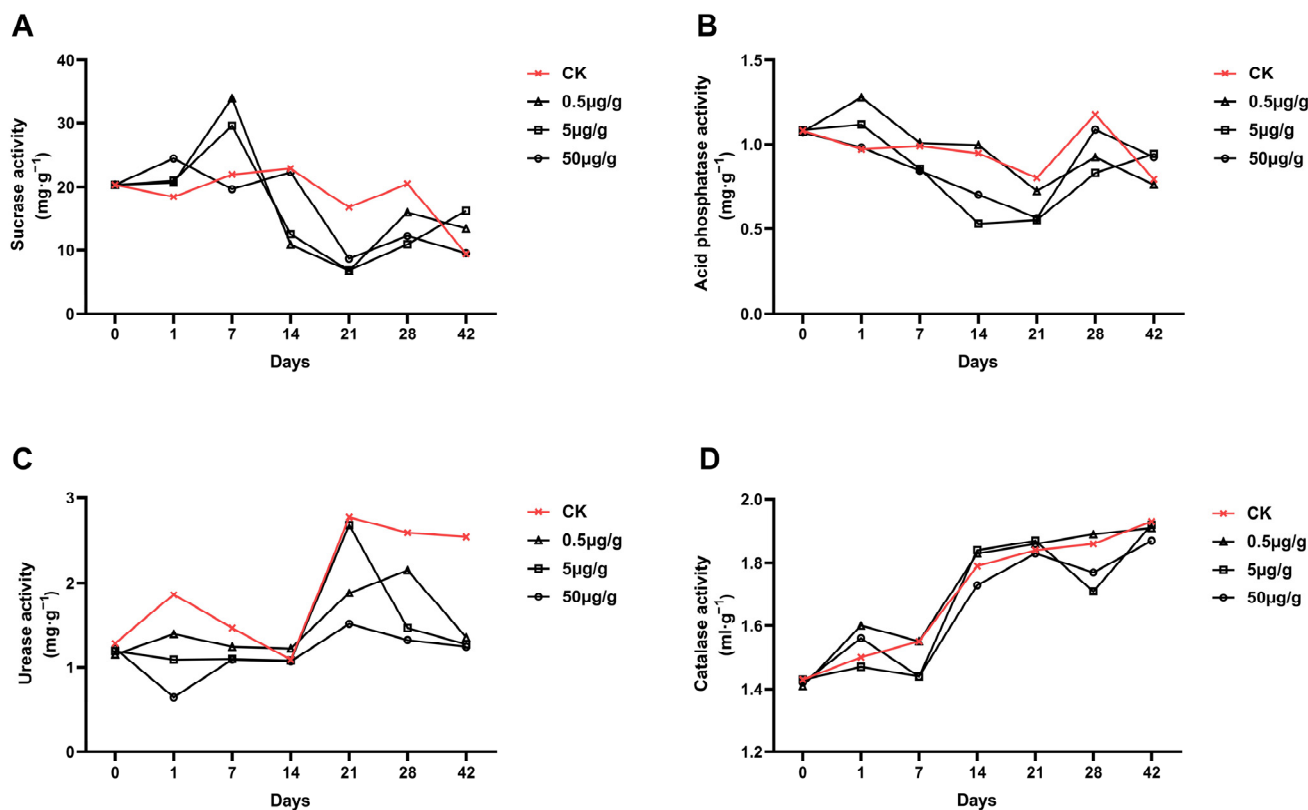 A
Sucrase activity
(mg·g⁻¹)
40
30
20
10
0
0 1 7 14 21 28 42
Days
CK
0.5μg/g
5μg/g
50μg/g
B
Acid phosphatase activity
(mg·g⁻¹)
1.5
1.0
0.5
0.0
0 1 7 14 21 28 42
Days
CK
0.5μg/g
5μg/g
50μg/g
C
Urease activity
(mg·g⁻¹)
3
2
1
0
0 1 7 14 21 28 42
Days
CK
0.5μg/g
5μg/g
50μg/g
D
Catalase activity
(ml·g⁻¹)
2.0
1.8
1.6
1.4
1.2
0 1 7 14 21 28 42
Days
CK
0.5μg/g
5μg/g
50μg/g